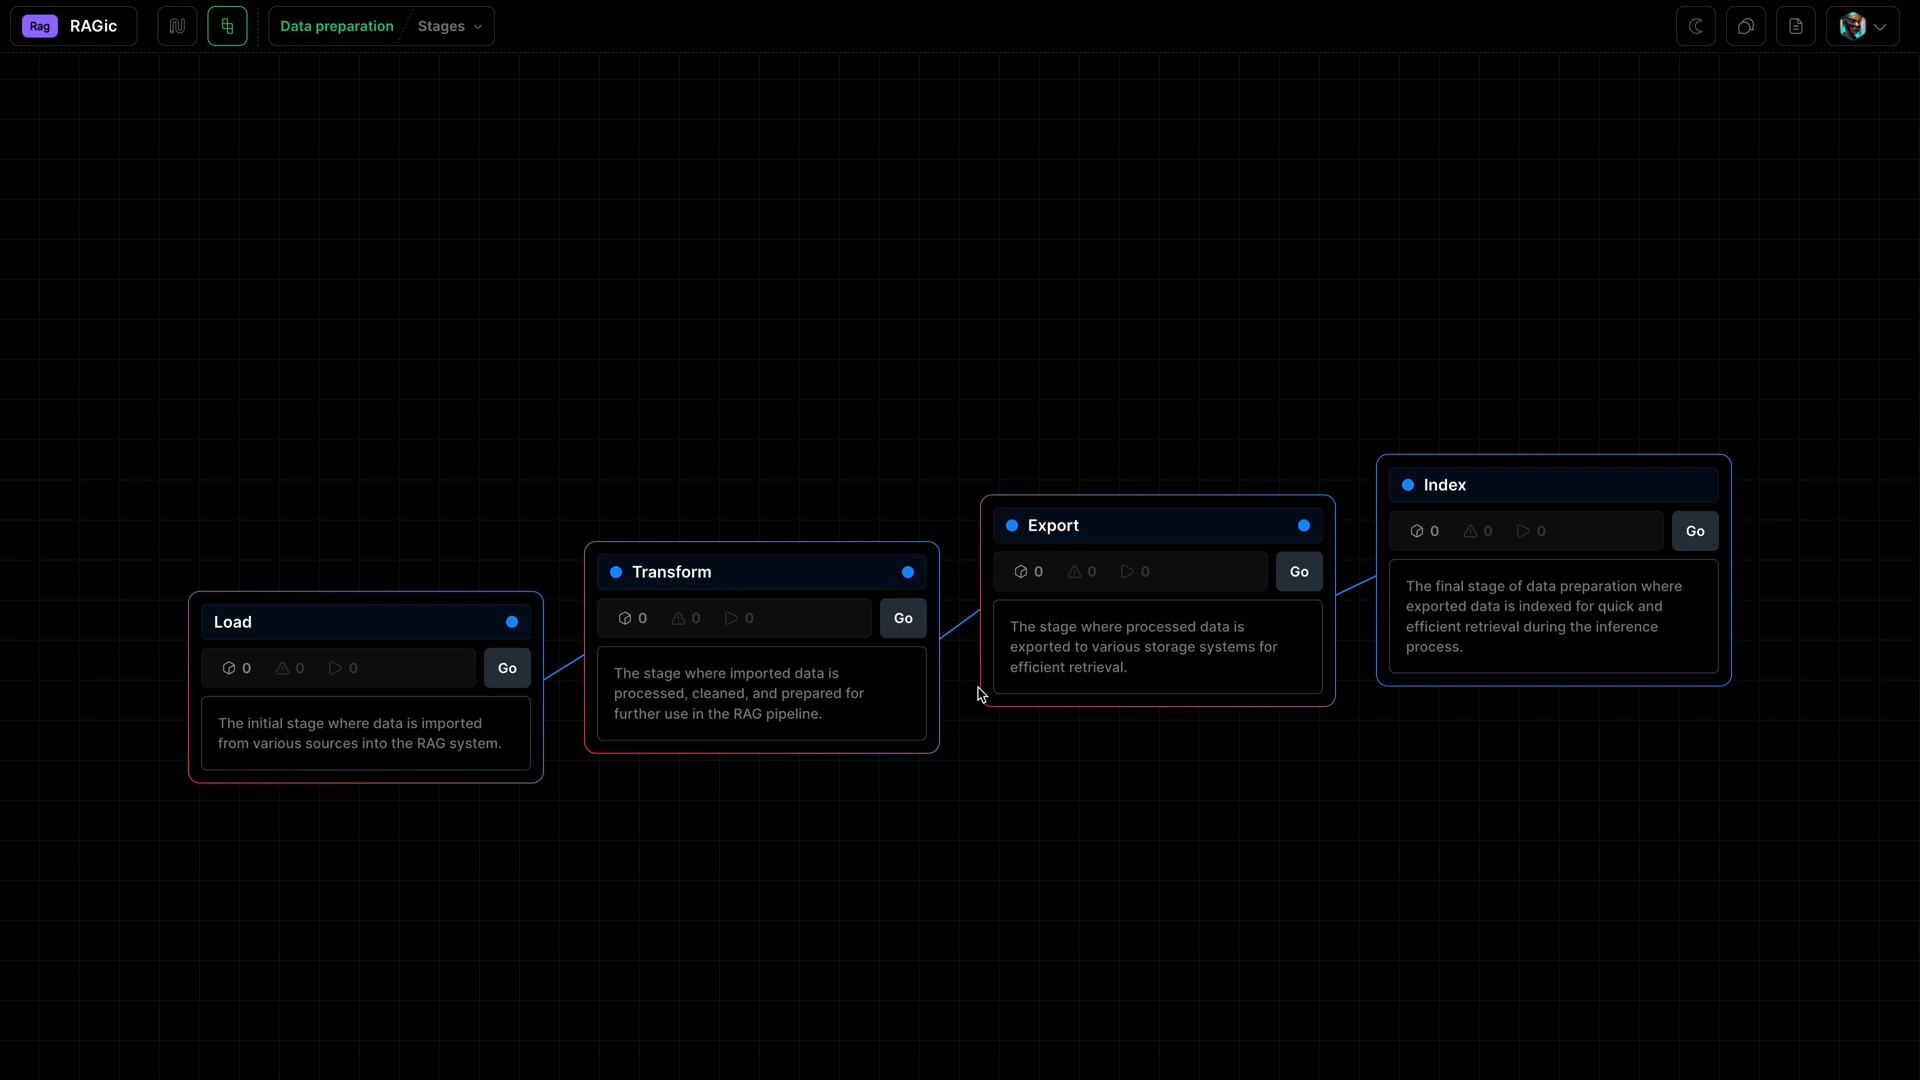 Rag RAGic Data preparation Stages
Load
0 0 0 Go
The initial stage where data is imported
from various sources into the RAG system.
Transform
0 0 0 Go
The stage where imported data is
processed, cleaned, and prepared for
further use in the RAG pipeline.
Export
0 0 0 Go
The stage where processed data is
exported to various storage systems for
efficient retrieval.
Index
0 0 0 Go
The final stage of data preparation where
exported data is indexed for quick and
efficient retrieval during the inference
process.